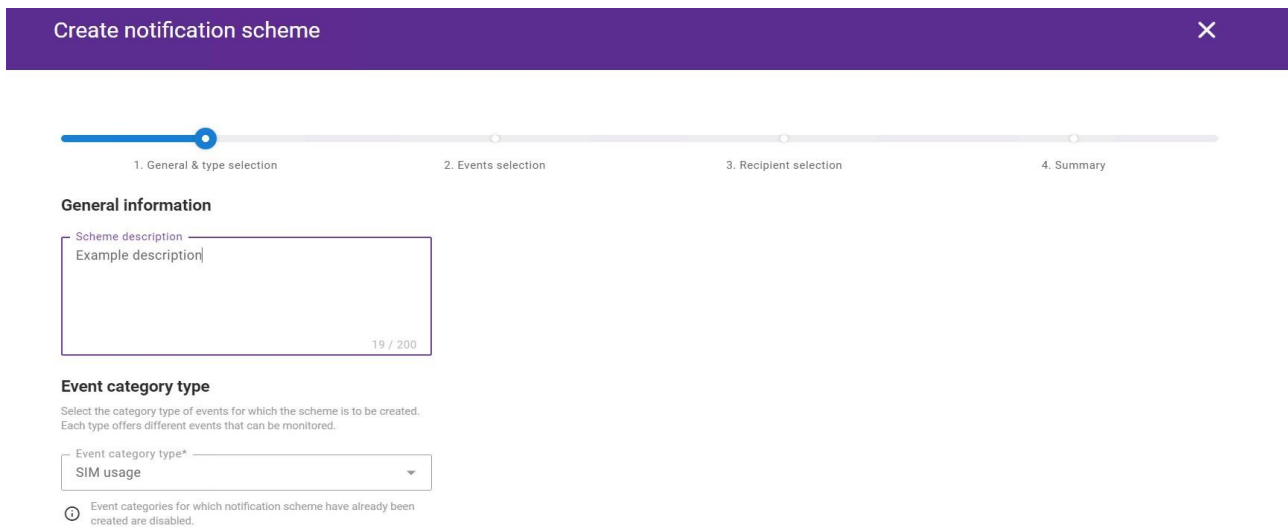 Create notification scheme
1. General & type selection
2. Events selection
3. Recipient selection
4. Summary
General information
Scheme description
Example description
19 / 200
Event category type
Select the category type of events for which the scheme is to be created.
Each type offers different events that can be monitored.
Event category type*
SIM usage
Event categories for which notification scheme have already been
created are disabled.